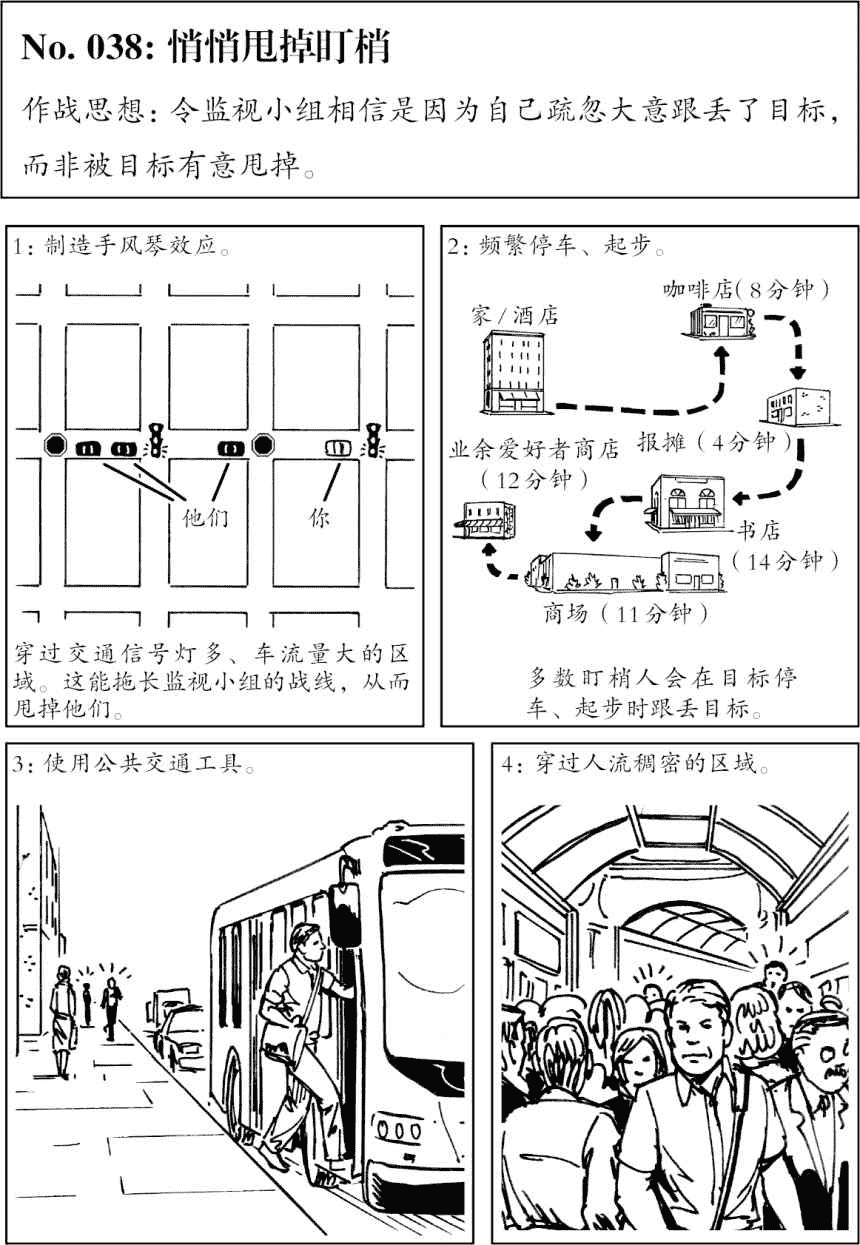 No. 038: 悄悄甩掉盯梢
作战思想：令监视小组相信是因为自己疏忽大意跟丢了目标，
而非被目标有意甩掉。
1: 制造手风琴效应。
他们
你
穿过交通信号灯多、车流量大的区
域。这能拖长监视小组的战线，从而
甩掉他们。
2: 频繁停车、起步。
家/酒店
咖啡店(8分钟)
报摊（4分钟）
业余爱好者商店
（12分钟）
书店
（14分钟）
商场（11分钟）
多数盯梢人会在目标停
车、起步时跟丢目标。
3: 使用公共交通工具。
4: 穿过人流稠密的区域。